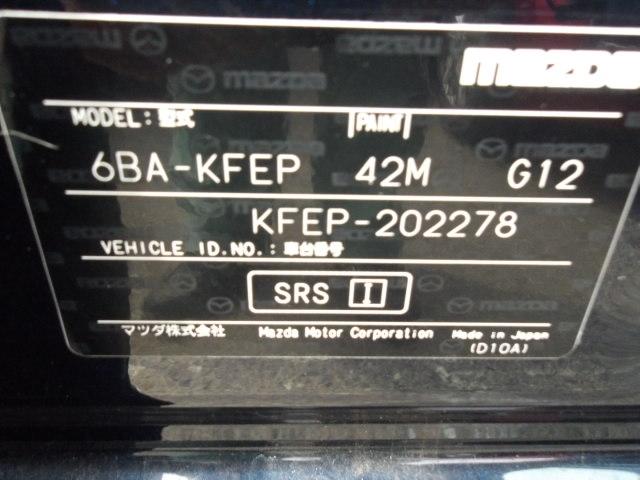 mazda
MODEL：型式 PAINT
6BA-KFEP 42M G12
KFEP-202278
VEHICLE ID.NO.：車台番号
SRS I
マツダ株式会社 Mazda Motor Corporation Made in Japan
(D10A)